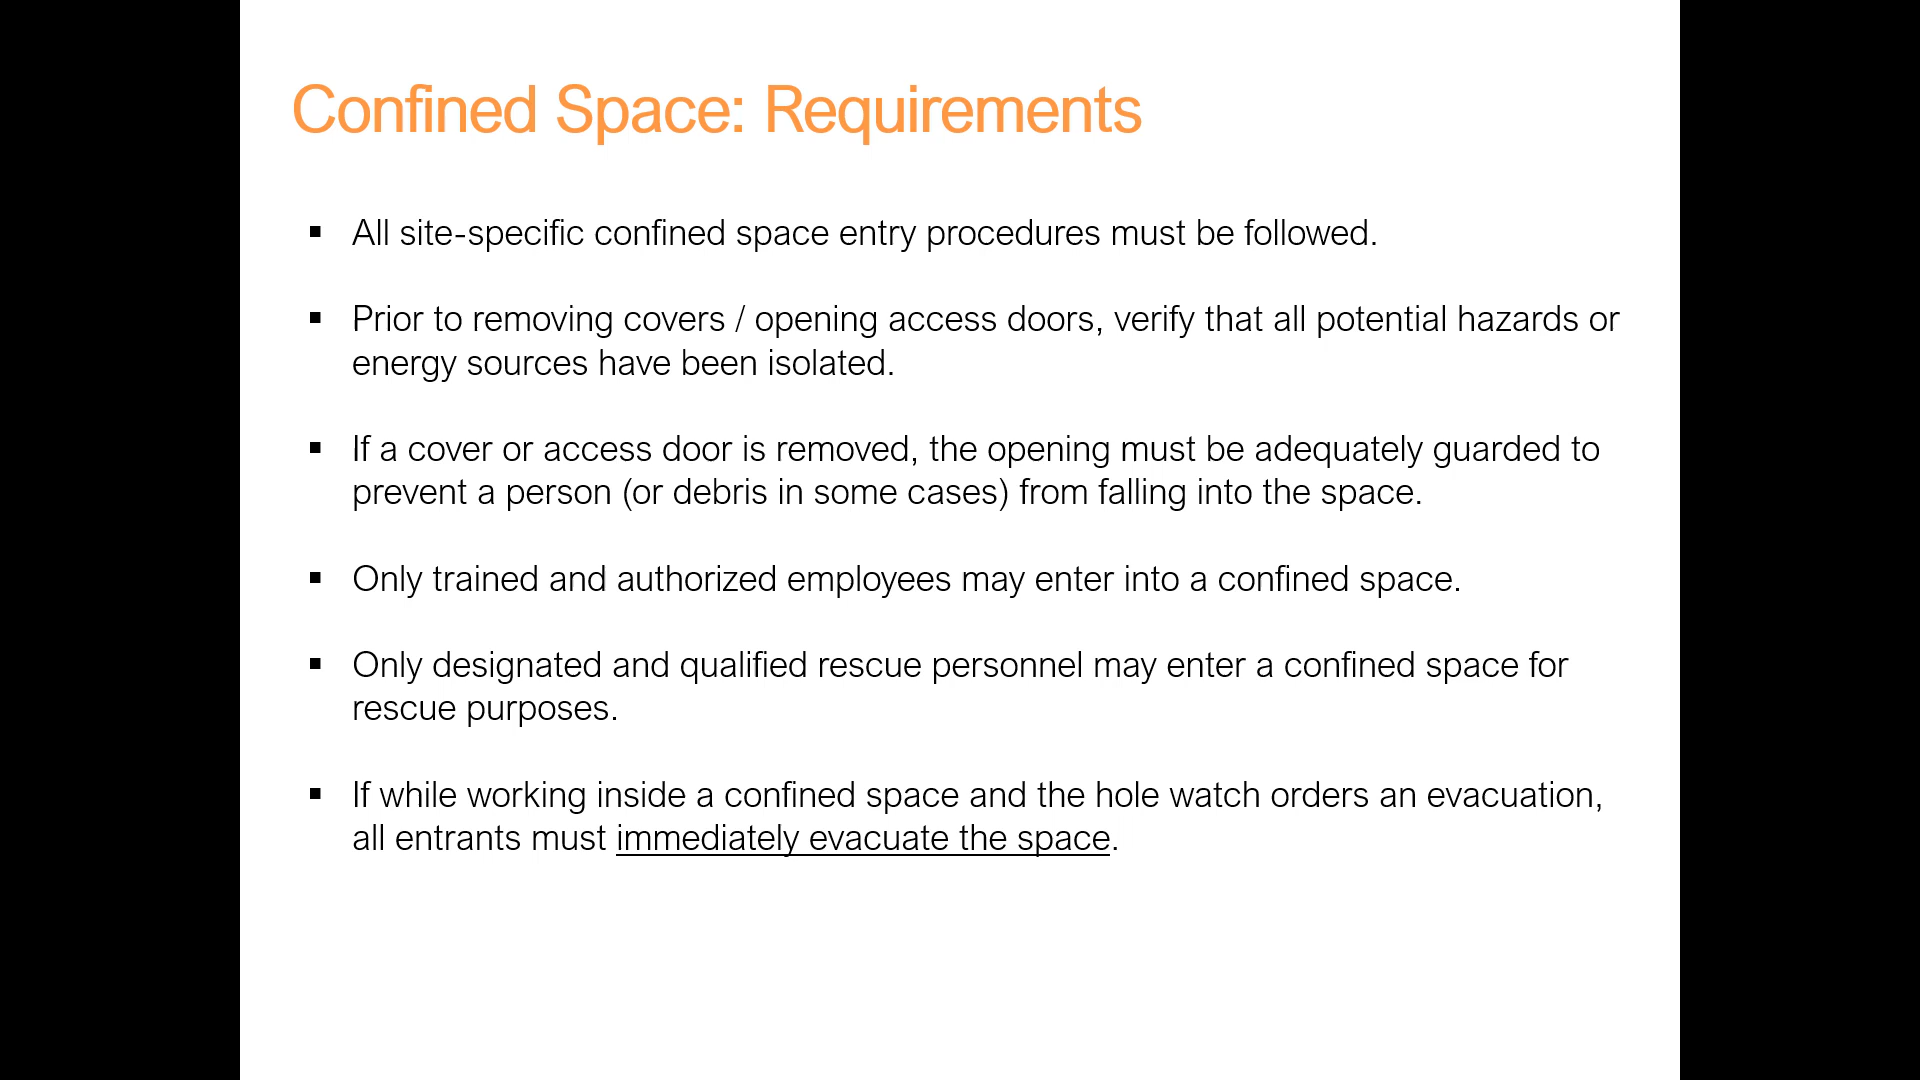 Confined Space: Requirements
▪ All site-specific confined space entry procedures must be followed.
▪ Prior to removing covers / opening access doors, verify that all potential hazards or
energy sources have been isolated.
▪ If a cover or access door is removed, the opening must be adequately guarded to
prevent a person (or debris in some cases) from falling into the space.
▪ Only trained and authorized employees may enter into a confined space.
▪ Only designated and qualified rescue personnel may enter a confined space for
rescue purposes.
▪ If while working inside a confined space and the hole watch orders an evacuation,
all entrants must immediately evacuate the space.